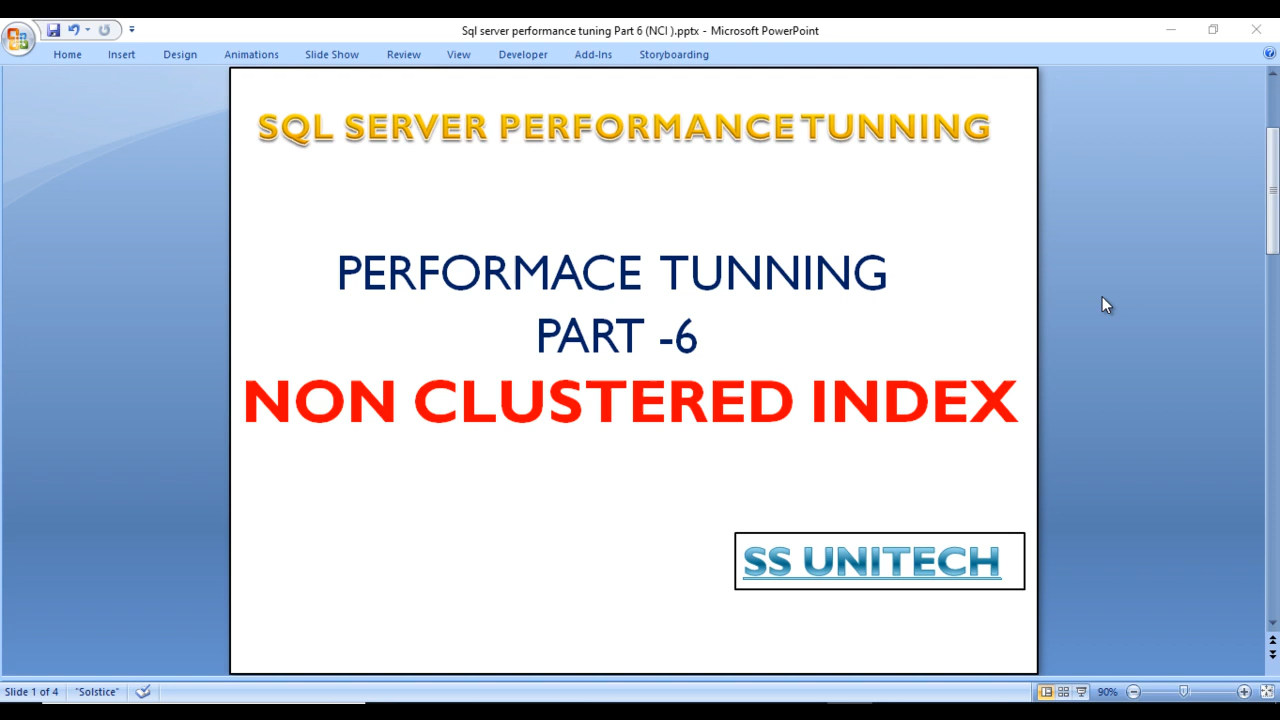 Sql server performance tuning Part 6 (NCI ).pptx - Microsoft PowerPoint
Home Insert Design Animations Slide Show Review View Developer Add-Ins Storyboarding
SQL SERVER PERFORMANCE TUNNING
PERFORMACE TUNNING
PART -6
NON CLUSTERED INDEX
SS UNITECH
Slide 1 of 4 "Solstice" 90%